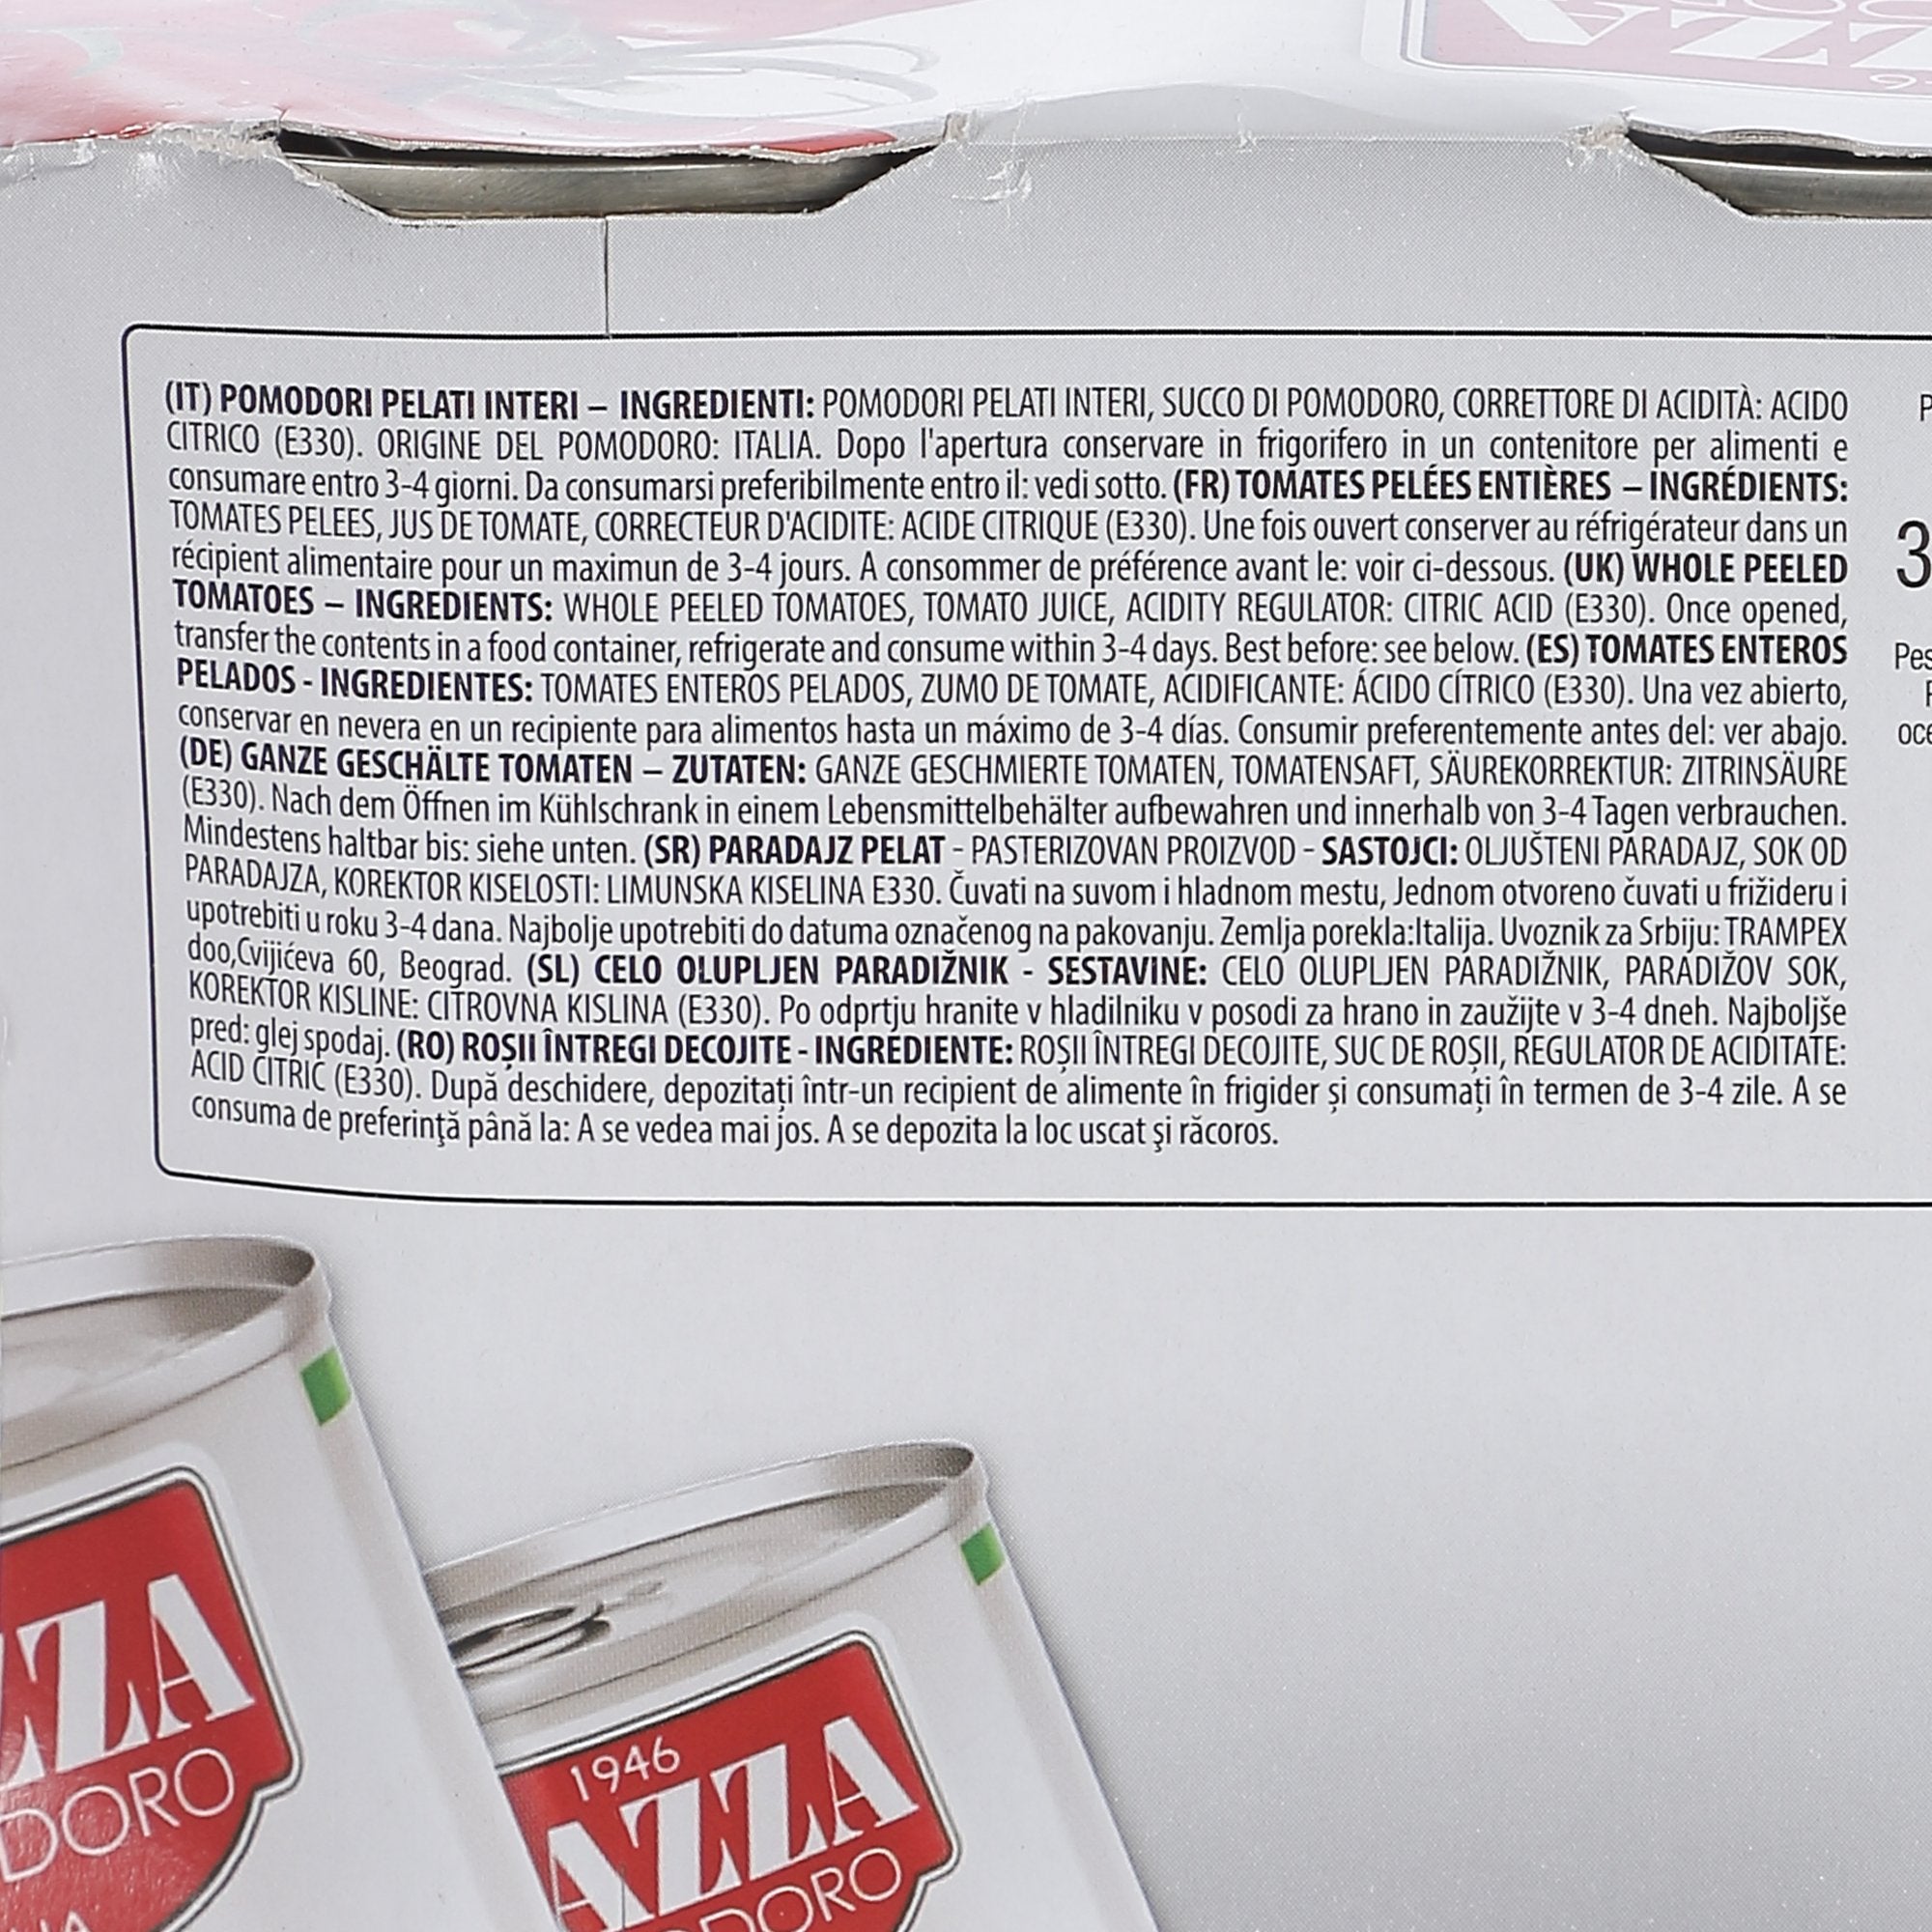 (IT) POMODORI PELATI INTERI – INGREDIENTI: POMODORI PELATI INTERI, SUCCO DI POMODORO, CORRETTORE DI ACIDITÀ: ACIDO
CITRICO (E330). ORIGINE DEL POMODORO: ITALIA. Dopo l'apertura conservare in frigorifero in un contenitore per alimenti e
consumare entro 3-4 giorni. Da consumarsi preferibilmente entro il: vedi sotto. (FR) TOMATES PELÉES ENTIÈRES – INGRÉDIENTS:
TOMATES PELEES, JUS DE TOMATE, CORRECTEUR D'ACIDITE: ACIDE CITRIQUE (E330). Une fois ouvert conserver au réfrigérateur dans un
récipient alimentaire pour un maximun de 3-4 jours. A consommer de préférence avant le: voir ci-dessous. (UK) WHOLE PEELED
TOMATOES – INGREDIENTS: WHOLE PEELED TOMATOES, TOMATO JUICE, ACIDITY REGULATOR: CITRIC ACID (E330). Once opened,
transfer the contents in a food container, refrigerate and consume within 3-4 days. Best before: see below. (ES) TOMATES ENTEROS
PELADOS - INGREDIENTES: TOMATES ENTEROS PELADOS, ZUMO DE TOMATE, ACIDIFICANTE: ÁCIDO CÍTRICO (E330). Una vez abierto,
conservar en nevera en un recipiente para alimentos hasta un máximo de 3-4 días. Consumir preferentemente antes del: ver abajo.
(DE) GANZE GESCHÄLTE TOMATEN – ZUTATEN: GANZE GESCHMIERTE TOMATEN, TOMATENSAFT, SÄUREKORREKTUR: ZITRINSÄURE
(E330). Nach dem Öffnen im Kühlschrank in einem Lebensmittelbehälter aufbewahren und innerhalb von 3-4 Tagen verbrauchen.
Mindestens haltbar bis: siehe unten. (SR) PARADAJZ PELAT - PASTERIZOVAN PROIZVOD - SASTOJCI: OLJUŠTENI PARADAJZ, SOK OD
PARADAJZA, KOREKTOR KISELOSTI: LIMUNSKA KISELINA E330. Čuvati na suvom i hladnom mestu, Jednom otvoreno čuvati u frižideru i
upotrebiti u roku 3-4 dana. Najbolje upotrebiti do datuma označenog na pakovanju. Zemlja porekla:Italija. Uvoznik za Srbiju: TRAMPEX
doo,Cvijićeva 60, Beograd. (SL) CELO OLUPLJEN PARADIŽNIK - SESTAVINE: CELO OLUPLJEN PARADIŽNIK, PARADIŽOV SOK,
KOREKTOR KISLINE: CITROVNA KISLINA (E330). Po odprtju hranite v hladilniku v posodi za hrano in zaužijte v 3-4 dneh. Najboljše
pred: glej spodaj. (RO) ROȘII ÎNTREGI DECOJITE - INGREDIENTE: ROȘII ÎNTREGI DECOJITE, SUC DE ROȘII, REGULATOR DE ACIDITATE:
ACID CITRIC (E330). După deschidere, depozitați într-un recipient de alimente în frigider și consumați în termen de 3-4 zile. A se
consuma de preferinţă până la: A se vedea mai jos. A se depozita la loc uscat şi răcoros.
1946
AZZA
DORO
ZZA
DORO